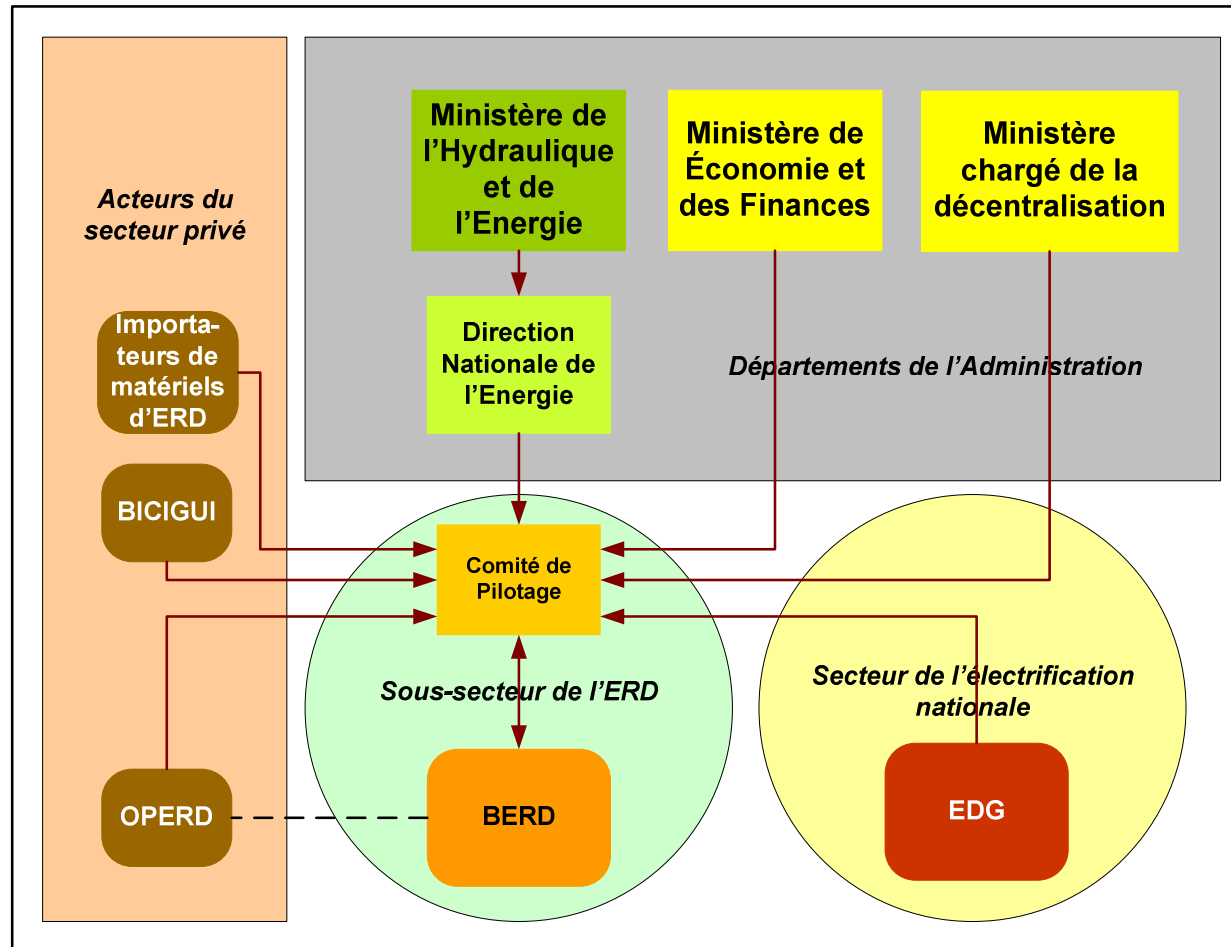 Ministère de
l'Hydraulique
et de
l'Energie
Ministère de
Économie et
des Finances
Ministère
chargé de la
décentralisation
Acteurs du
secteur privé
Importa-
teurs de
matériels
d'ERD
Direction
Nationale de
l'Energie
Départements de l'Administration
BICIGUI
Comité de
Pilotage
Sous-secteur de l'ERD
Secteur de l'électrification
nationale
OPERD
BERD
EDG